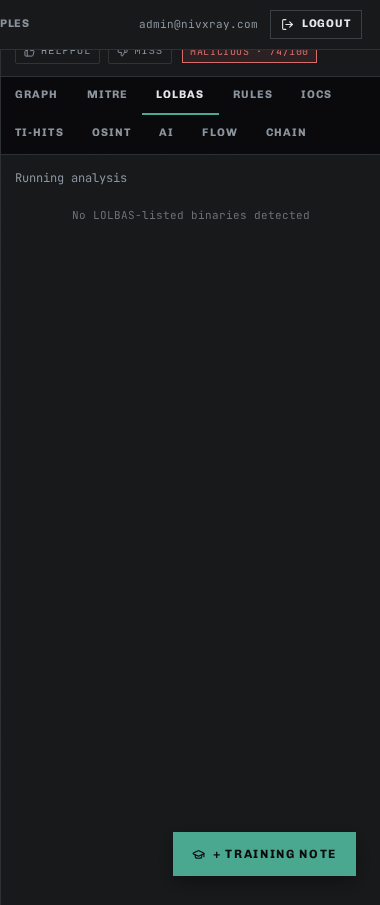 PLES admin@nivxray.com LOGOUT
HELPFUL MISS MALICIOUS · 74/100
GRAPH MITRE LOLBAS RULES IOCS
TI-HITS OSINT AI FLOW CHAIN
Running analysis
No LOLBAS-listed binaries detected
+ TRAINING NOTE